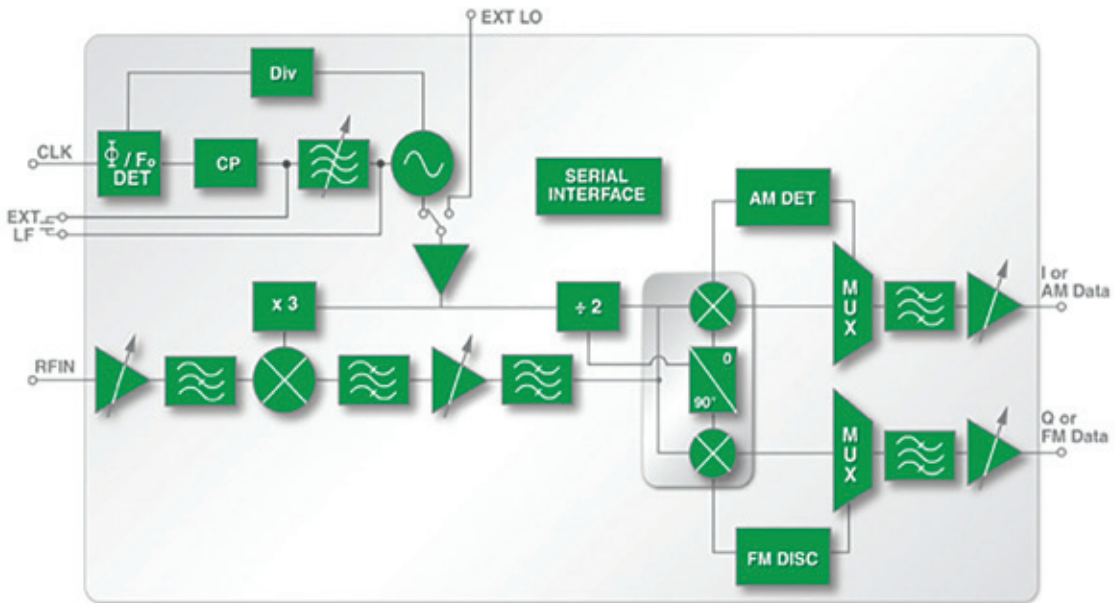 EXT LO
Div
CLK
Φ / Fo
DET
CP
EXT
LF
SERIAL
INTERFACE
AM DET
x 3
÷ 2
MUX
I or
AM Data
RFIN
0
90°
MUX
Q or
FM Data
FM DISC